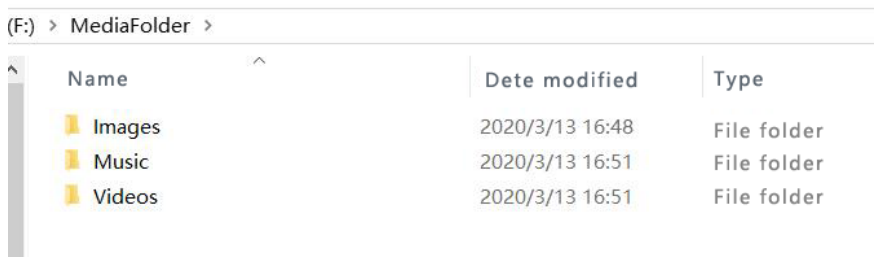 (F:) > MediaFolder >
Name Dete modified Type
Images 2020/3/13 16:48 File folder
Music 2020/3/13 16:51 File folder
Videos 2020/3/13 16:51 File folder